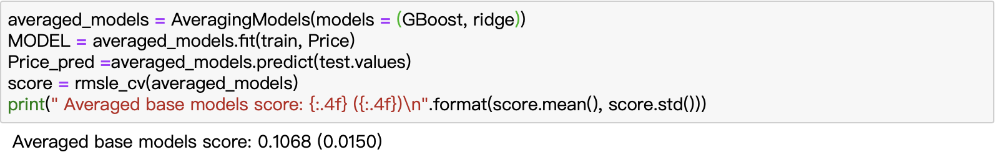 averaged_models = AveragingModels(models = (GBoost, ridge))
MODEL = averaged_models.fit(train, Price)
Price_pred =averaged_models.predict(test.values)
score = rmsle_cv(averaged_models)
print(" Averaged base models score: {:.4f} ({:.4f})\n".format(score.mean(), score.std()))
Averaged base models score: 0.1068 (0.0150)